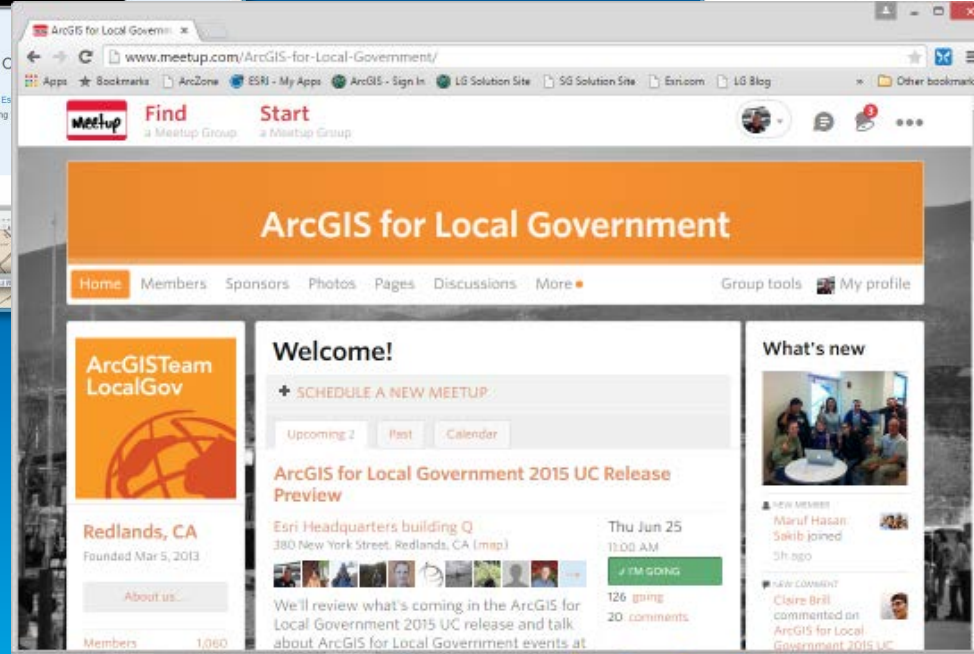 ArcGIS for Local Governm
www.meetup.com/ArcGIS-for-Local-Government/
Apps Bookmarks ArcZone ESRI - My Apps ArcGIS - Sign In LG Solution Site SG Solution Site Esri.com LG Blog » Other bookmark
Meetup
Find
a Meetup Group
Start
a Meetup Group
3
ArcGIS for Local Government
Home Members Sponsors Photos Pages Discussions More Group tools My profile
ArcGISTeam
LocalGov
Redlands, CA
Founded Mar 5, 2013
About us...
Members 1,060
Welcome!
+ SCHEDULE A NEW MEETUP
Upcoming 2 Past Calendar
ArcGIS for Local Government 2015 UC Release
Preview
Esri Headquarters building Q
380 New York Street, Redlands, CA (map)
We'll review what's coming in the ArcGIS for
Local Government 2015 UC release and talk
about ArcGIS for Local Government events at
Thu Jun 25
11:00 AM
✓ I'M GOING
126 going
20 comments
What's new
NEW MEMBER
Maruf Hasan
Sakib joined
5h ago
NEW COMMENT
Claire Brill
commented on
ArcGIS for Local
Government 2015 UC